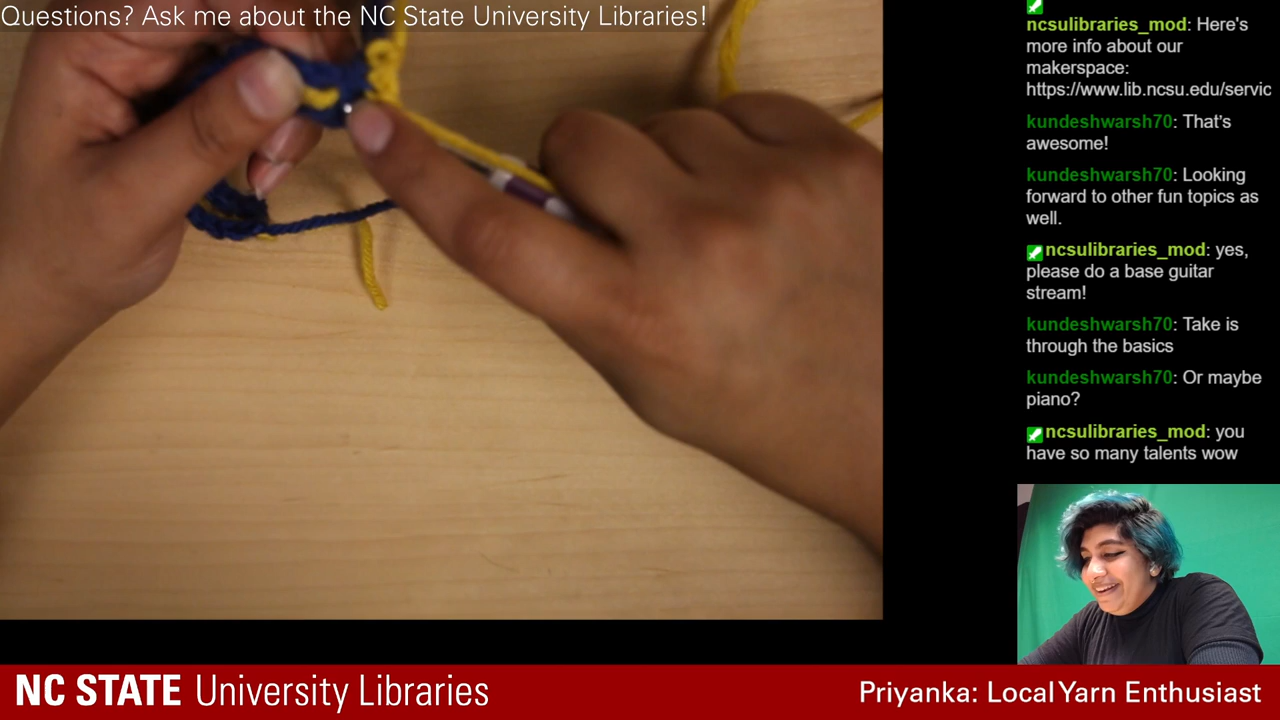 Questions? Ask me about the NC State University Libraries!
ncsulibraries_mod: Here's
more info about our
makerspace:
https://www.lib.ncsu.edu/servic
kundeshwarsh70: That's
awesome!
kundeshwarsh70: Looking
forward to other fun topics as
well.
ncsulibraries_mod: yes,
please do a base guitar
stream!
kundeshwarsh70: Take is
through the basics
kundeshwarsh70: Or maybe
piano?
ncsulibraries_mod: you
have so many talents wow
NC STATE University Libraries
Priyanka: Local Yarn Enthusiast